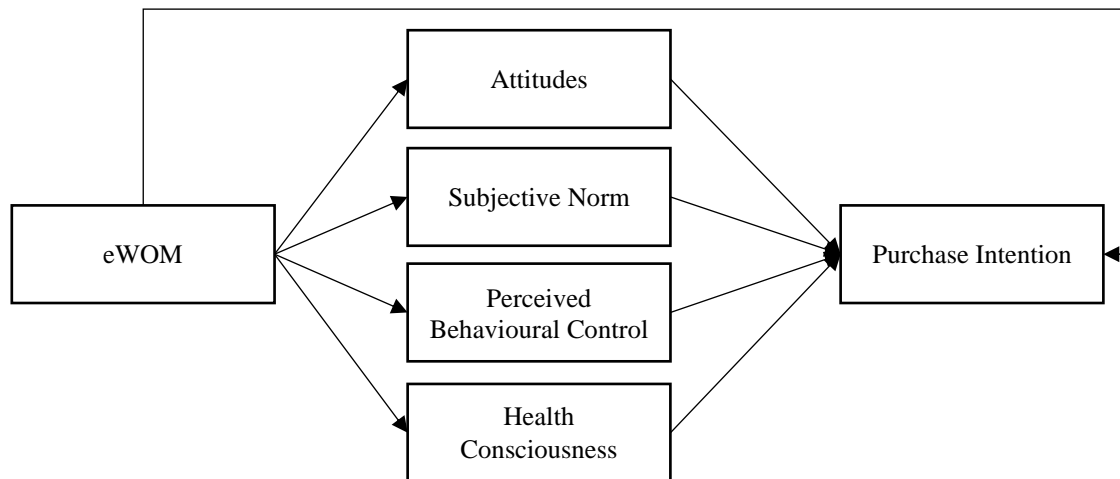 Attitudes
Subjective Norm
eWOM
Purchase Intention
Perceived
Behavioural Control
Health
Consciousness